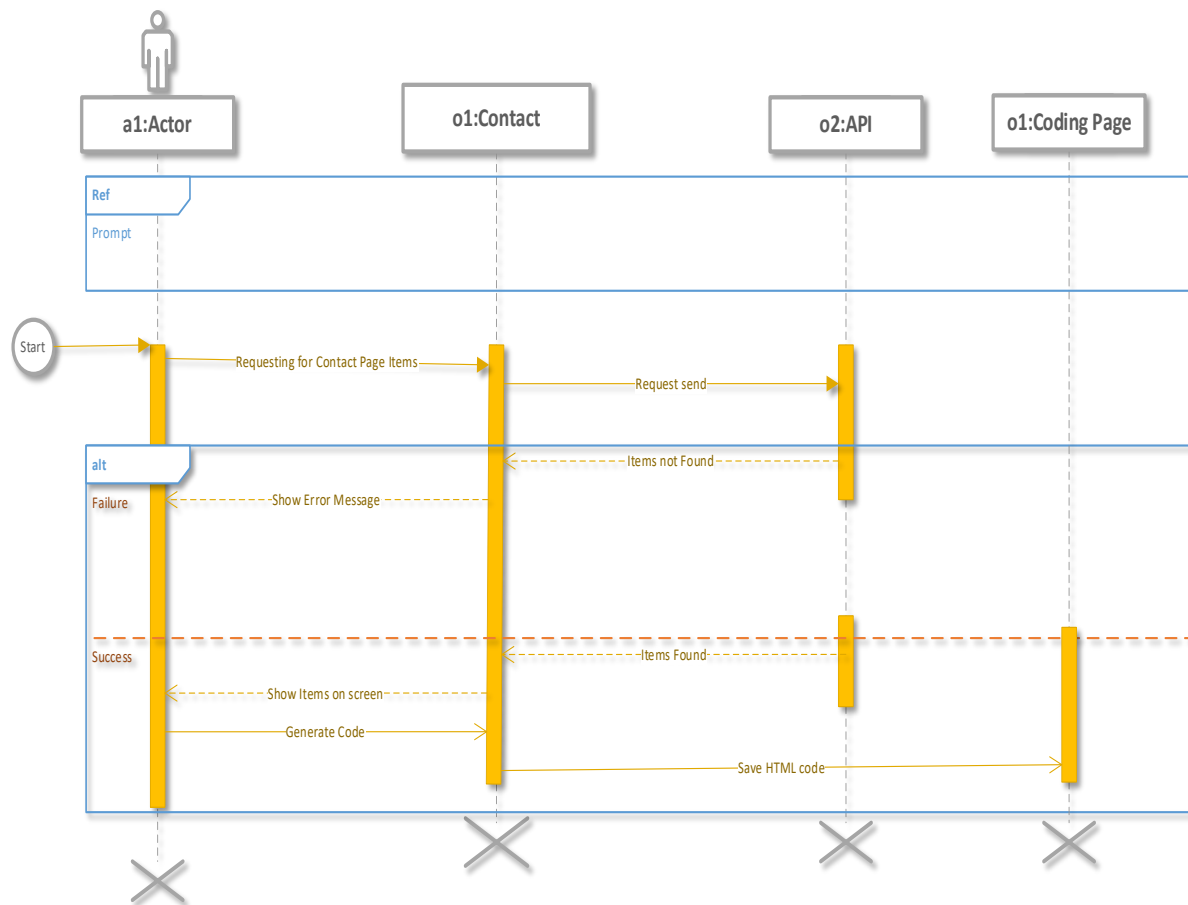 a1:Actor
o1:Contact
o2:API
o1:Coding Page
Ref
Prompt
Start
Requesting for Contact Page Items
Request send
alt
Items not Found
Failure
Show Error Message
Success
Items Found
Show Items on screen
Generate Code
Save HTML code